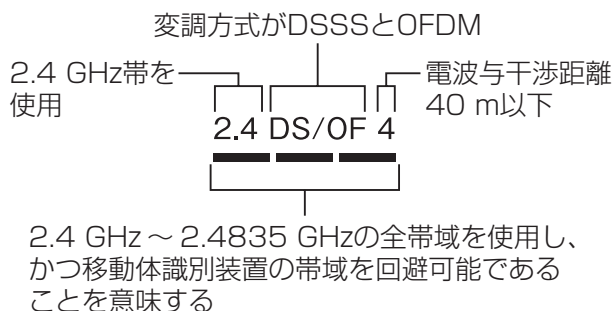 変調方式がDSSSとOFDM
2.4 GHz帯を
使用
電波与干渉距離
40 m以下
2.4 DS/OF 4
2.4 GHz ~ 2.4835 GHzの全帯域を使用し、
かつ移動体識別装置の帯域を回避可能である
ことを意味する